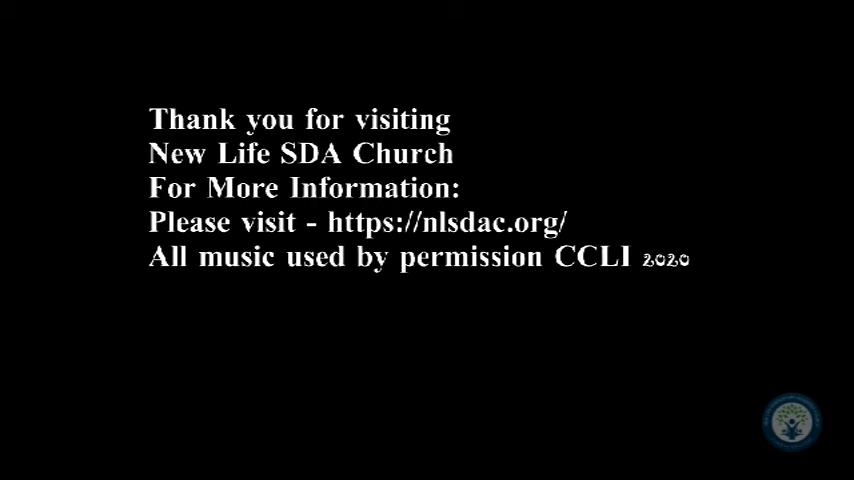 Thank you for visiting
New Life SDA Church
For More Information:
Please visit - https://nlsdac.org/
All music used by permission CCLI 2020